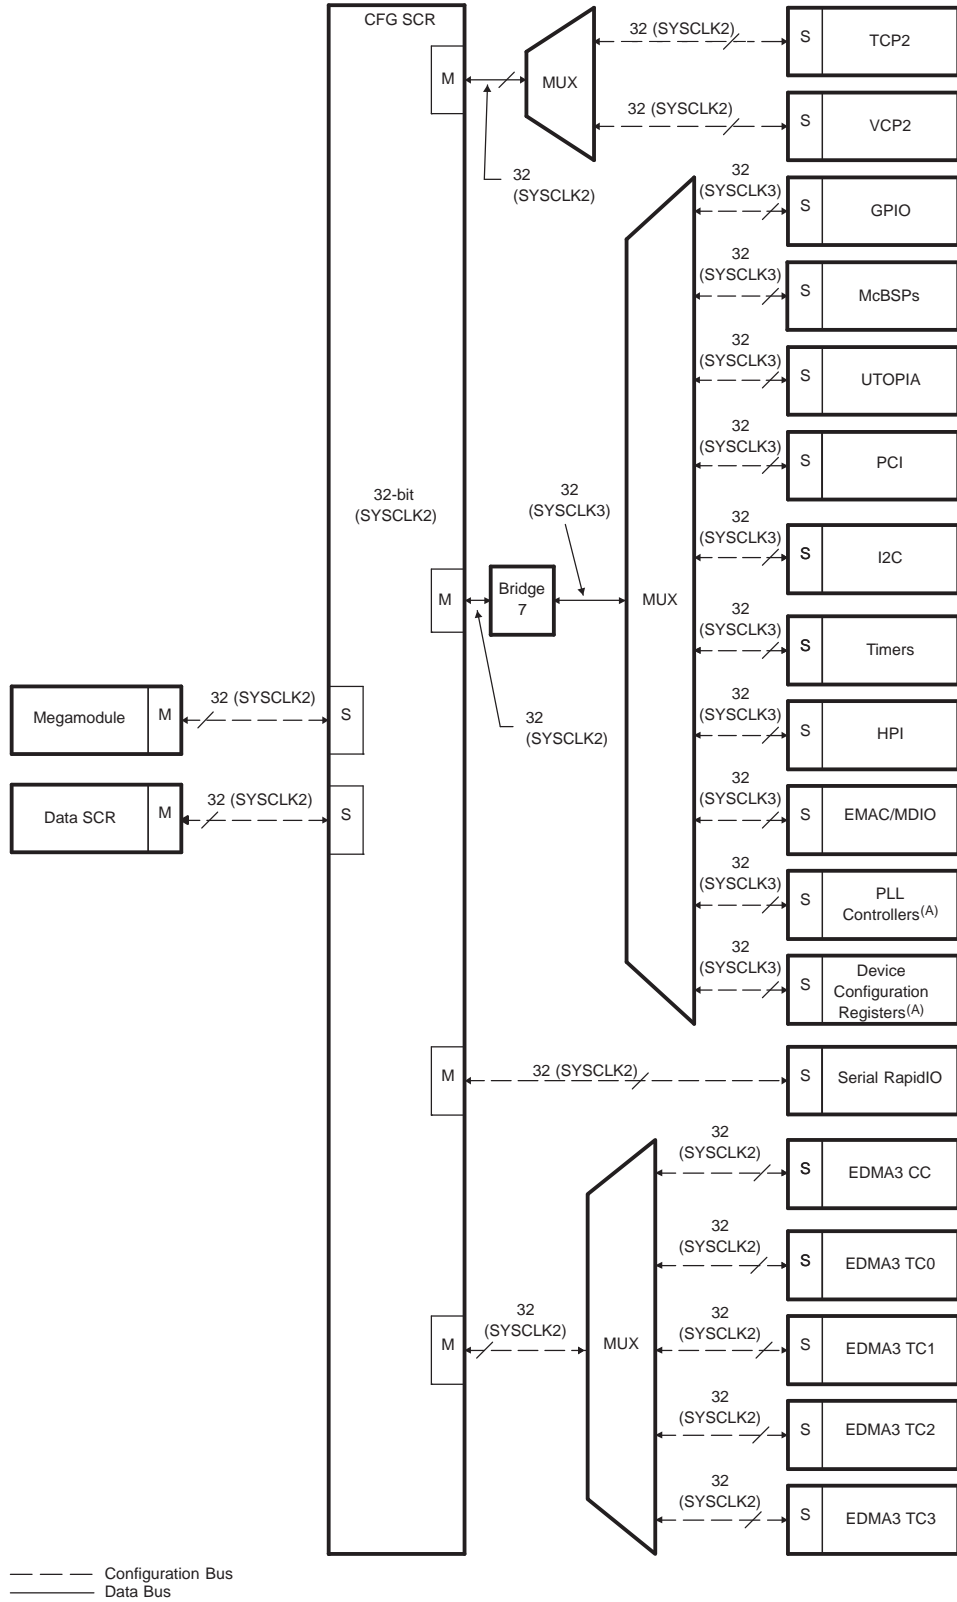 CFG SCR
32 (SYSCLK2)
S
TCP2
M
MUX
32 (SYSCLK2)
S
VCP2
32
(SYSCLK2)
32
(SYSCLK3)
S
GPIO
32
(SYSCLK3)
S
McBSPs
32
(SYSCLK3)
S
UTOPIA
32
(SYSCLK3)
S
PCI
32-bit
(SYSCLK2)
32
(SYSCLK3)
32
(SYSCLK3)
S
I2C
M
Bridge
7
MUX
32
(SYSCLK3)
S
Timers
32
(SYSCLK2)
Megamodule
M
32 (SYSCLK2)
S
32
(SYSCLK3)
S
HPI
Data SCR
M
32 (SYSCLK2)
S
32
(SYSCLK3)
S
EMAC/MDIO
32
(SYSCLK3)
S
PLL
Controllers(A)
32
(SYSCLK3)
S
Device
Configuration
Registers(A)
M
32 (SYSCLK2)
S
Serial RapidIO
32
(SYSCLK2)
S
EDMA3 CC
32
(SYSCLK2)
S
EDMA3 TC0
M
32
(SYSCLK2)
MUX
32
(SYSCLK2)
S
EDMA3 TC1
32
(SYSCLK2)
S
EDMA3 TC2
32
(SYSCLK2)
S
EDMA3 TC3
Configuration Bus
Data Bus